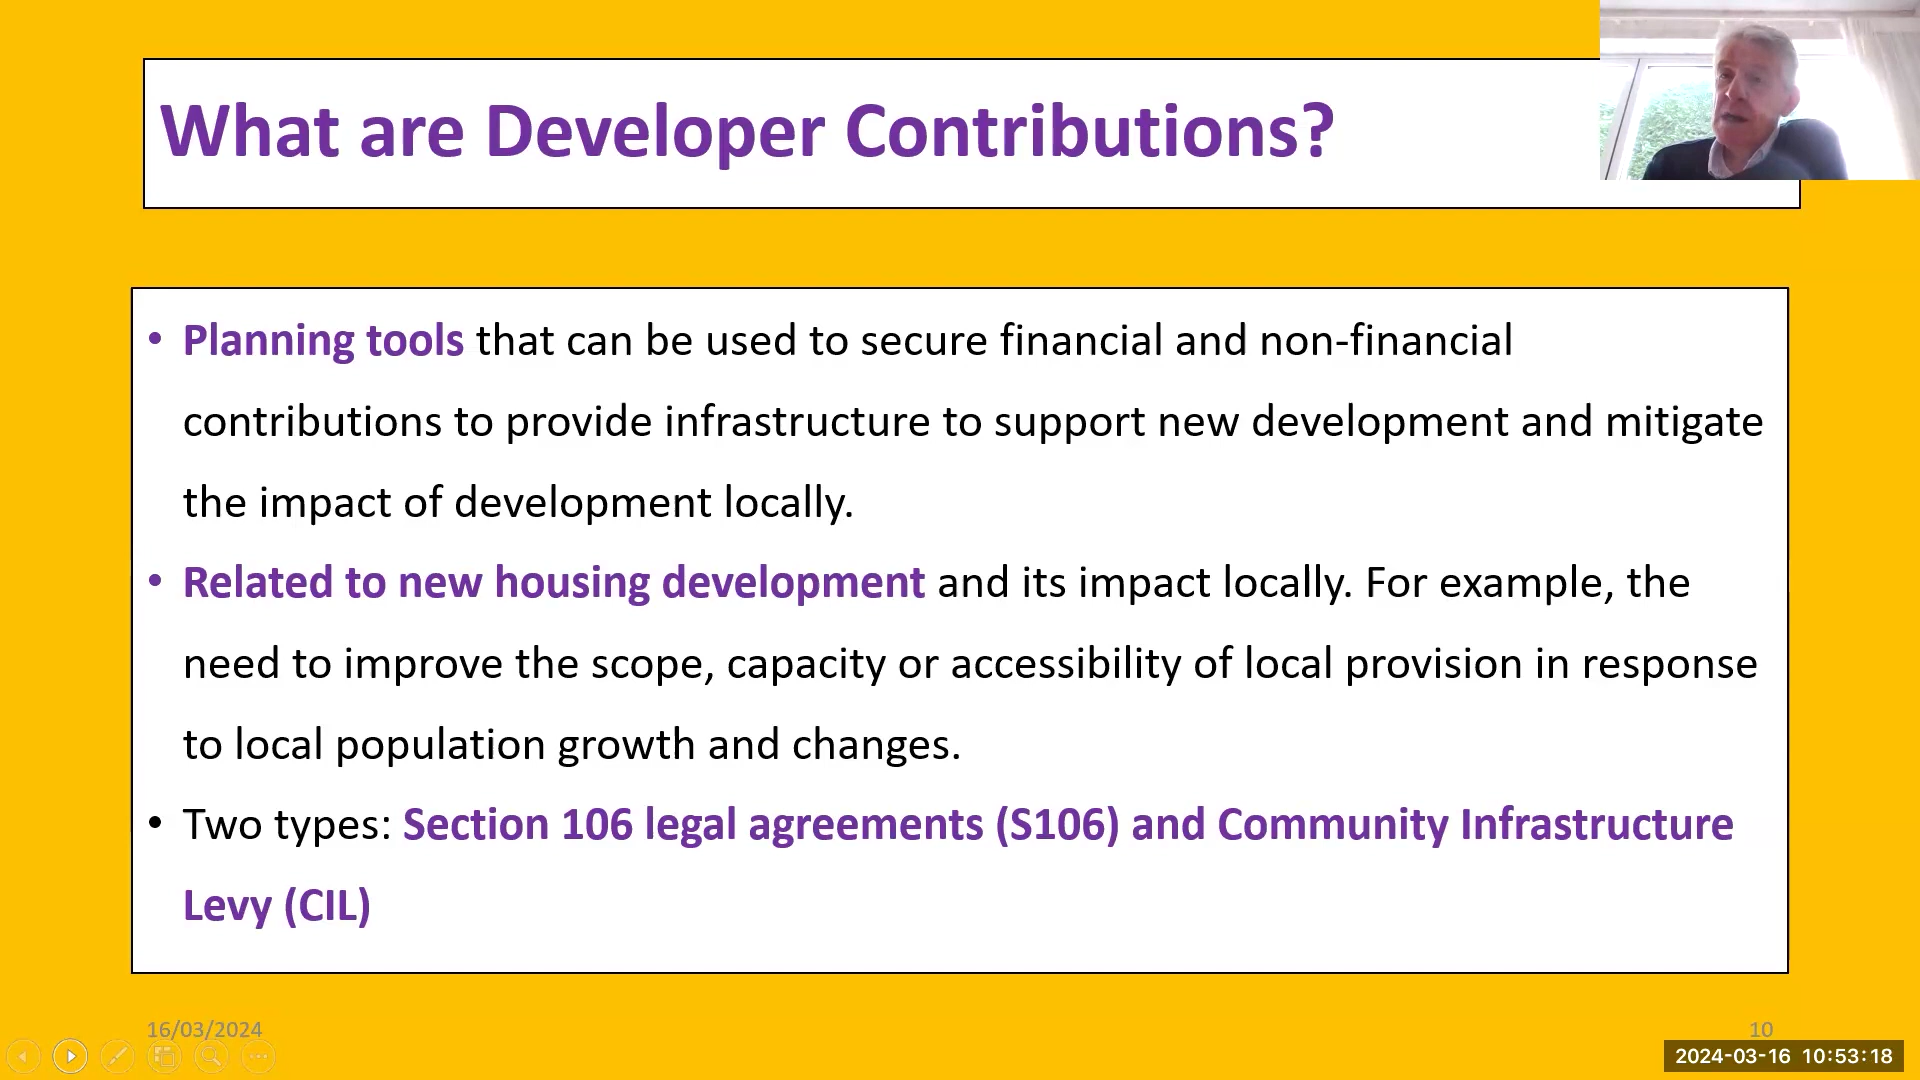 What are Developer Contributions?
• Planning tools that can be used to secure financial and non-financial
contributions to provide infrastructure to support new development and mitigate
the impact of development locally.
• Related to new housing development and its impact locally. For example, the
need to improve the scope, capacity or accessibility of local provision in response
to local population growth and changes.
• Two types: Section 106 legal agreements (S106) and Community Infrastructure
Levy (CIL)
16/03/2024
10
2024-03-16 10:53:18